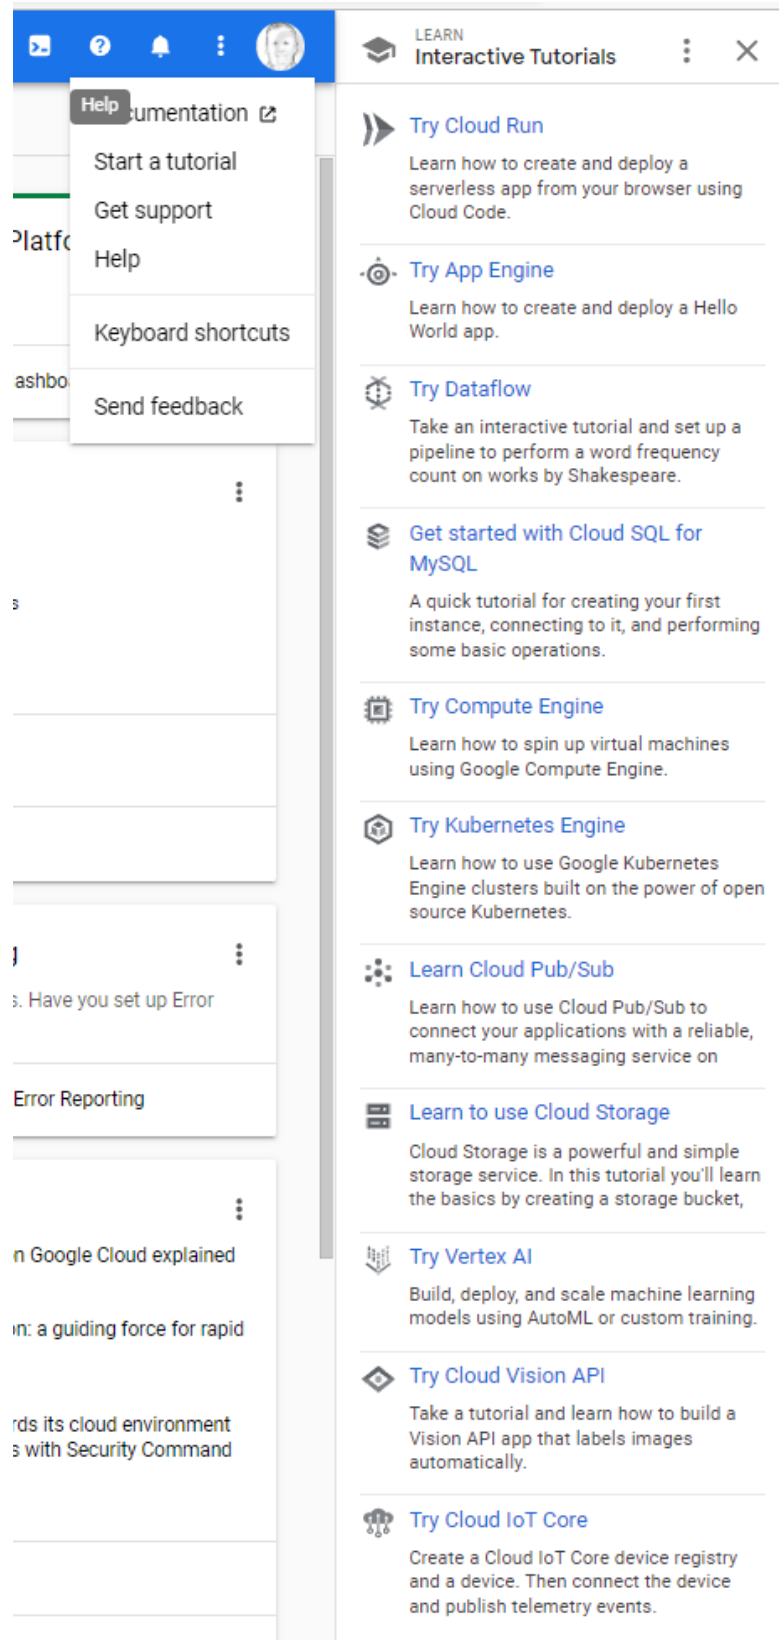 LEARN
Interactive Tutorials
Help
umentation
Start a tutorial
Get support
Help
Keyboard shortcuts
Send feedback
Platfo
ashbo
s
g
s. Have you set up Error
Error Reporting
n Google Cloud explained
on: a guiding force for rapid
rds its cloud environment
s with Security Command
Try Cloud Run
Learn how to create and deploy a
serverless app from your browser using
Cloud Code.
Try App Engine
Learn how to create and deploy a Hello
World app.
Try Dataflow
Take an interactive tutorial and set up a
pipeline to perform a word frequency
count on works by Shakespeare.
Get started with Cloud SQL for
MySQL
A quick tutorial for creating your first
instance, connecting to it, and performing
some basic operations.
Try Compute Engine
Learn how to spin up virtual machines
using Google Compute Engine.
Try Kubernetes Engine
Learn how to use Google Kubernetes
Engine clusters built on the power of open
source Kubernetes.
Learn Cloud Pub/Sub
Learn how to use Cloud Pub/Sub to
connect your applications with a reliable,
many-to-many messaging service on
Learn to use Cloud Storage
Cloud Storage is a powerful and simple
storage service. In this tutorial you'll learn
the basics by creating a storage bucket,
Try Vertex AI
Build, deploy, and scale machine learning
models using AutoML or custom training.
Try Cloud Vision API
Take a tutorial and learn how to build a
Vision API app that labels images
automatically.
Try Cloud IoT Core
Create a Cloud IoT Core device registry
and a device. Then connect the device
and publish telemetry events.